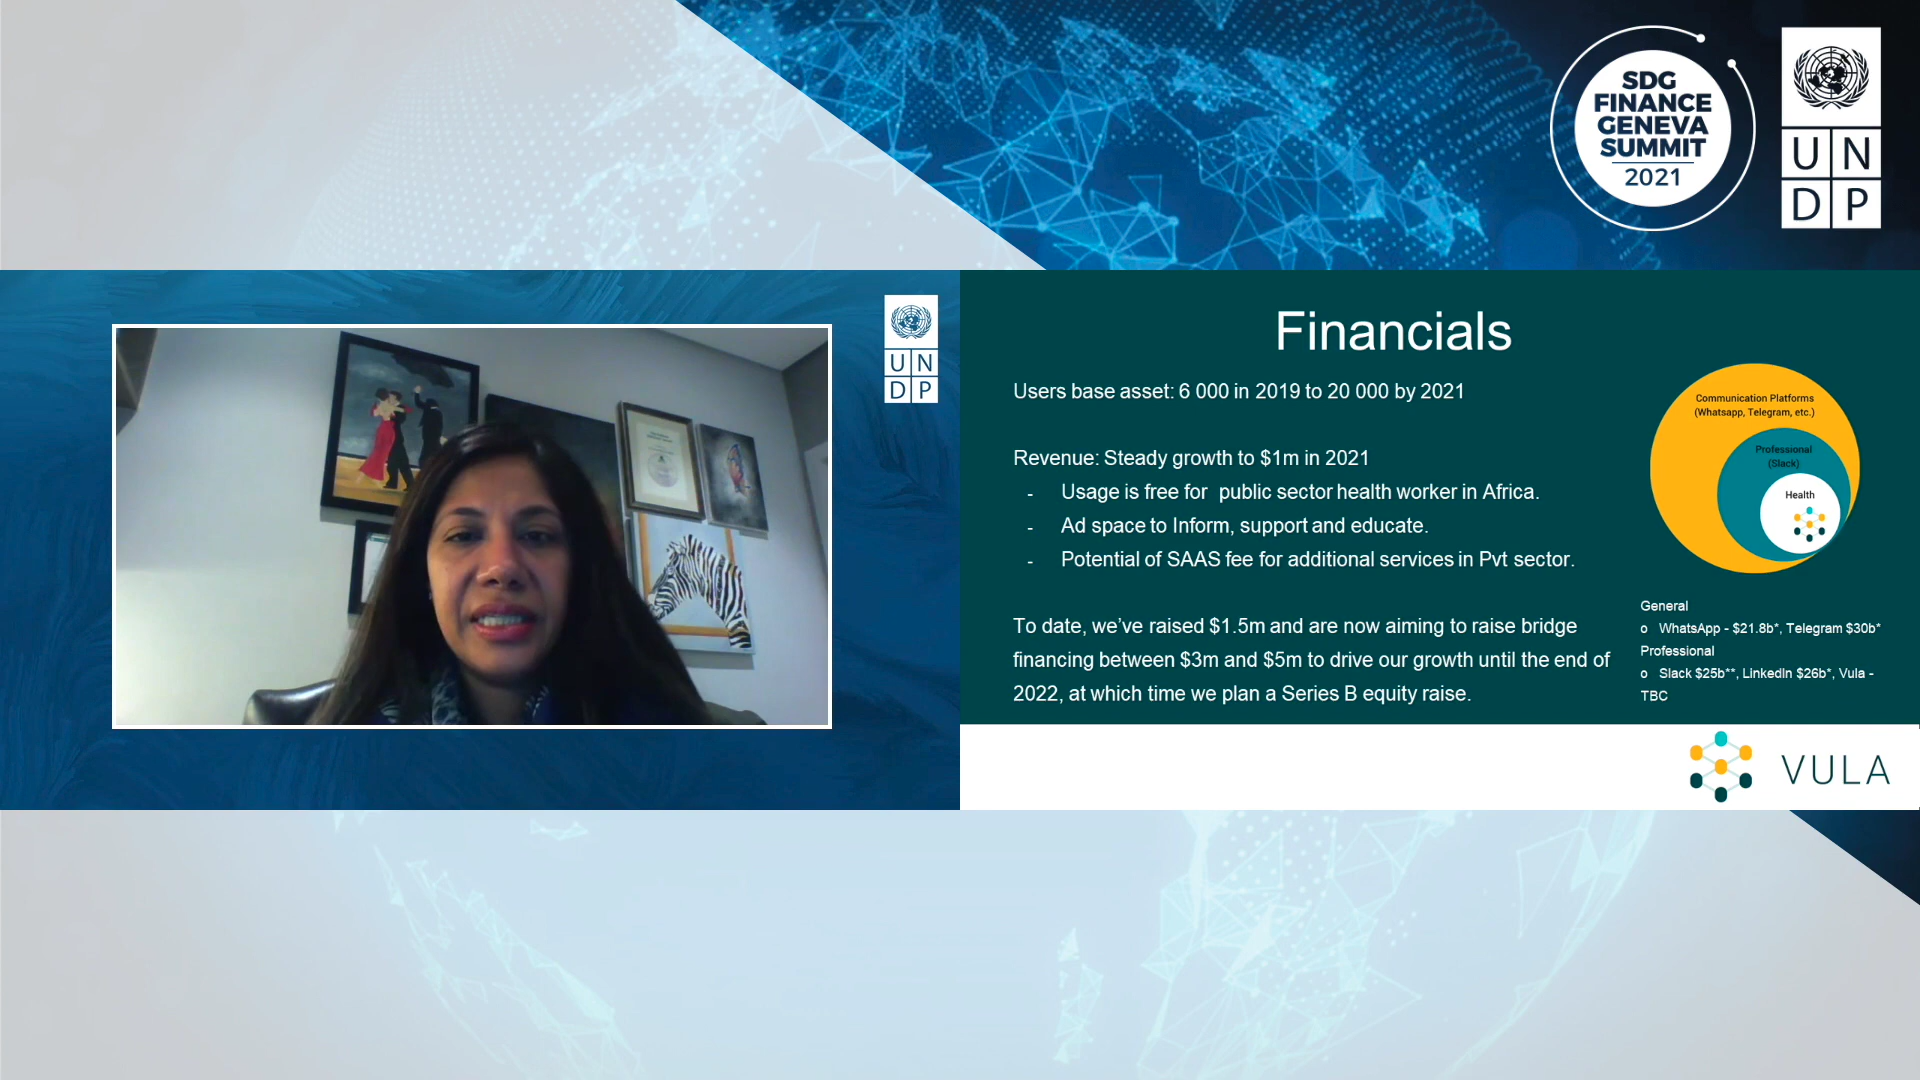 SDG
FINANCE
GENEVA
SUMMIT
2021
U N
D P
U N
D P
Financials
Users base asset: 6 000 in 2019 to 20 000 by 2021
Revenue: Steady growth to $1m in 2021
- Usage is free for public sector health worker in Africa.
- Ad space to Inform, support and educate.
- Potential of SAAS fee for additional services in Pvt sector.
To date, we've raised $1.5m and are now aiming to raise bridge
financing between $3m and $5m to drive our growth until the end of
2022, at which time we plan a Series B equity raise.
Communication Platforms
(Whatsapp, Telegram, etc.)
Professional
(Slack)
Health
General
o WhatsApp - $21.8b*, Telegram $30b*
Professional
o Slack $25b**, LinkedIn $26b*, Vula -
TBC
VULA